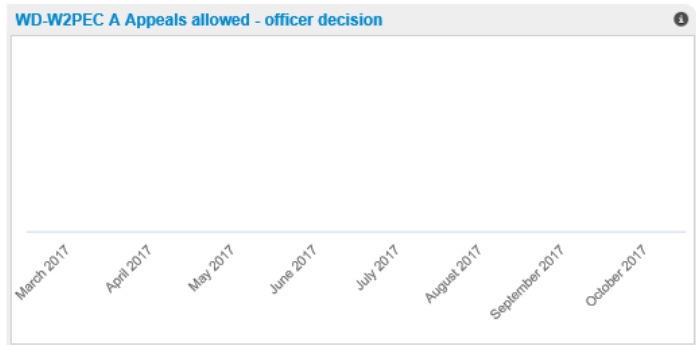 WD-W2PEC A Appeals allowed - officer decision
March 2017
April 2017
May 2017
June 2017
July 2017
August 2017
September 2017
October 2017